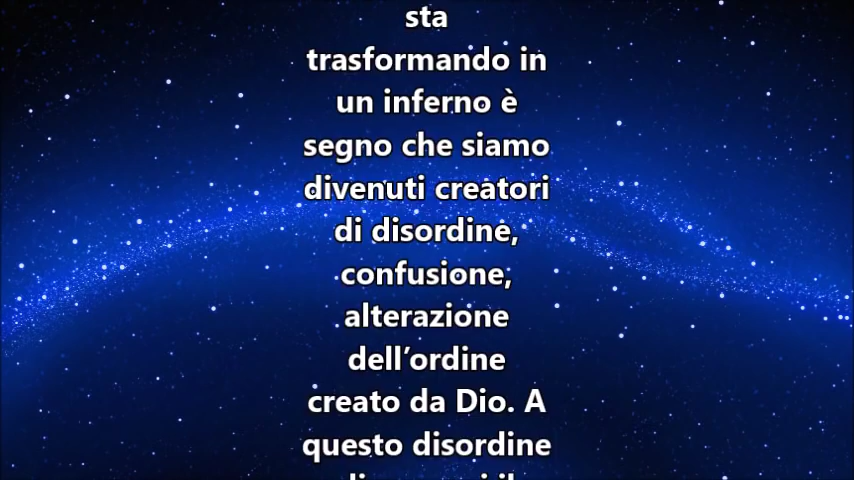 sta
trasformando in
un inferno è
segno che siamo
divenuti creatori
di disordine,
confusione,
alterazione
dell’ordine
creato da Dio. A
questo disordine